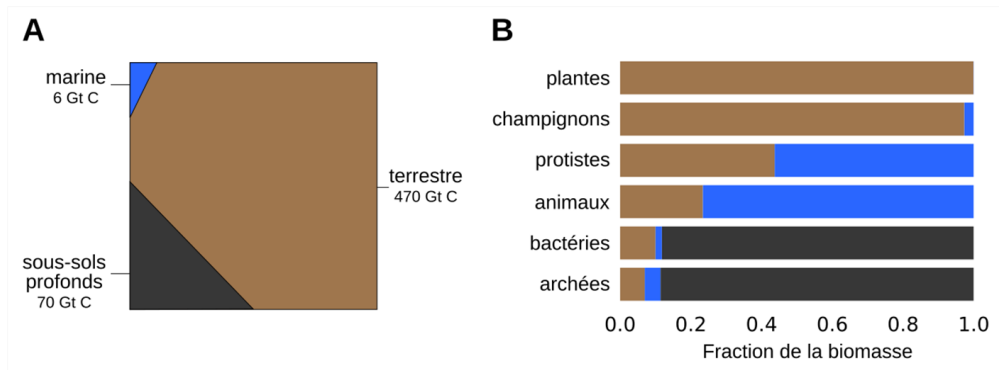 A
marine
6 Gt C
terrestre
470 Gt C
sous-sols
profonds
70 Gt C
B
plantes
champignons
protistes
animaux
bactéries
archées
0.0 0.2 0.4 0.6 0.8 1.0
Fraction de la biomasse